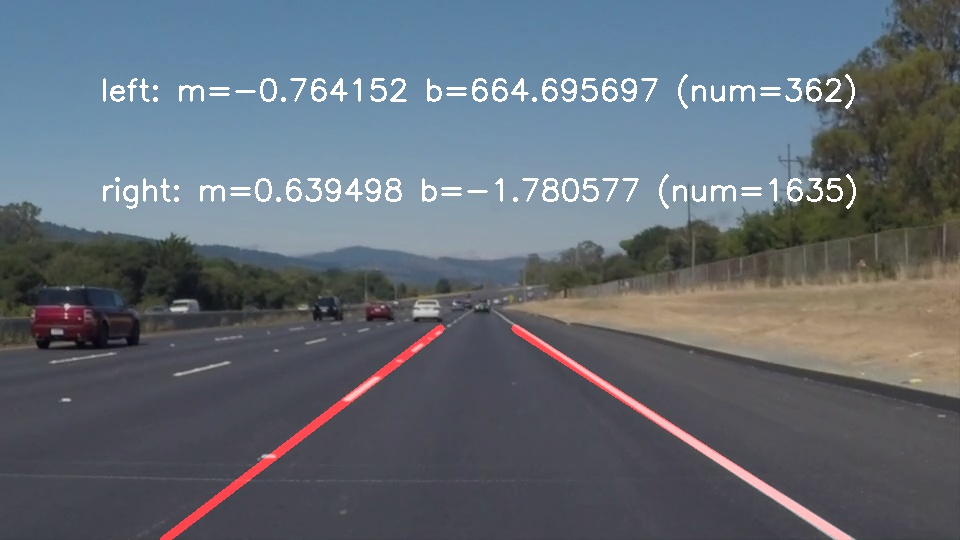 left: m=-0.764152 b=664.695697 (num=362)
right: m=0.639498 b=-1.780577 (num=1635)